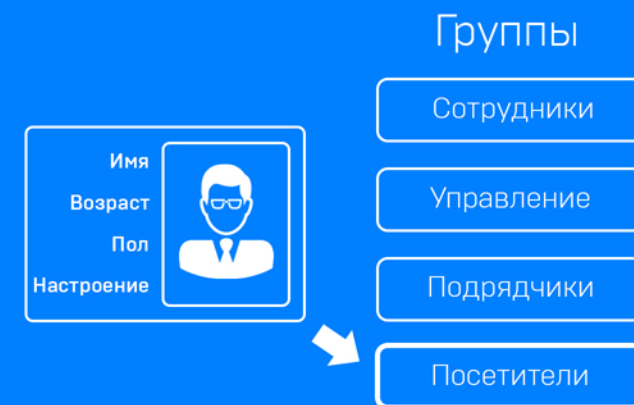 Группы
Сотрудники
Управление
Подрядчики
Посетители
Имя
Возраст
Пол
Настроение